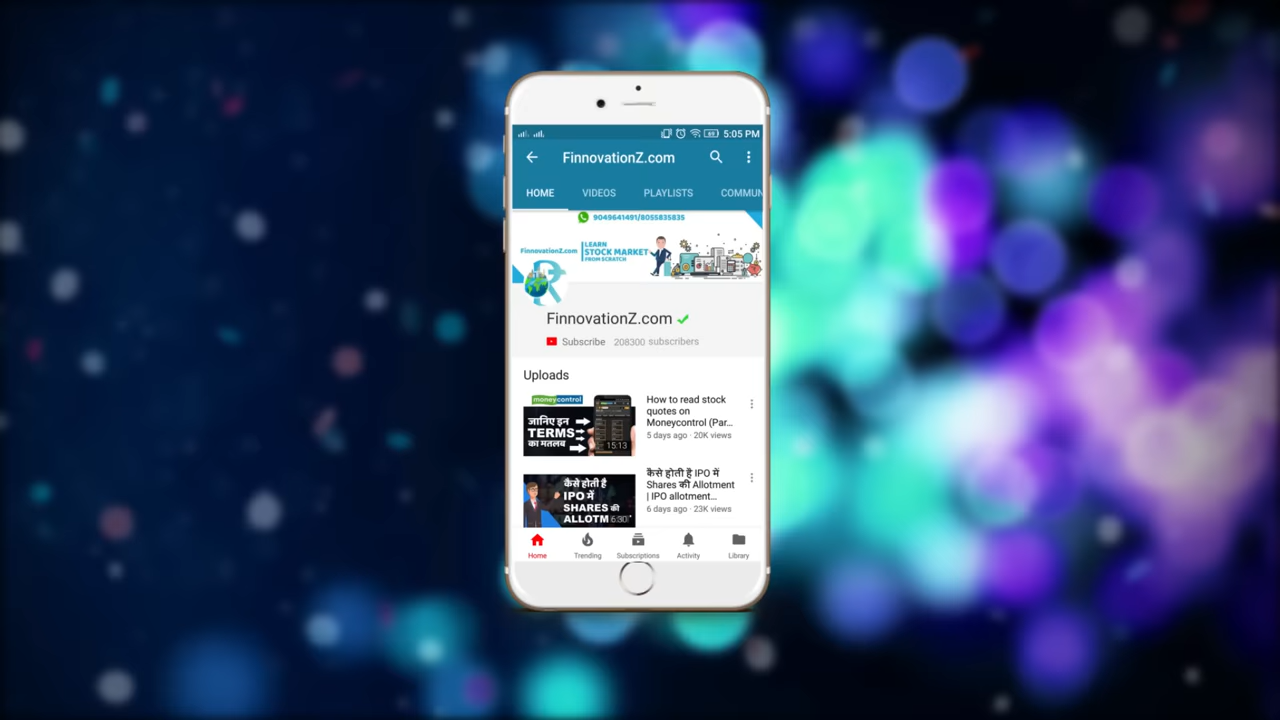 5:05 PM
FinnovationZ.com
HOME VIDEOS PLAYLISTS COMMUN
9049641491/8055835835
FinnovationZ.com
LEARN
STOCK MARKET
FROM SCRATCH
FinnovationZ.com
Subscribe 208300 subscribers
Uploads
moneycontrol
जानिए इन
TERMS
का मतलब
15:13
How to read stock
quotes on
Moneycontrol (Par...
5 days ago · 20K views
कैसे होती है
IPO में
SHARES की
ALLOTM
6:30
कैसे होती है IPO में
Shares की Allotment
| IPO allotment...
6 days ago · 23K views
Home Trending Subscriptions Activity Library